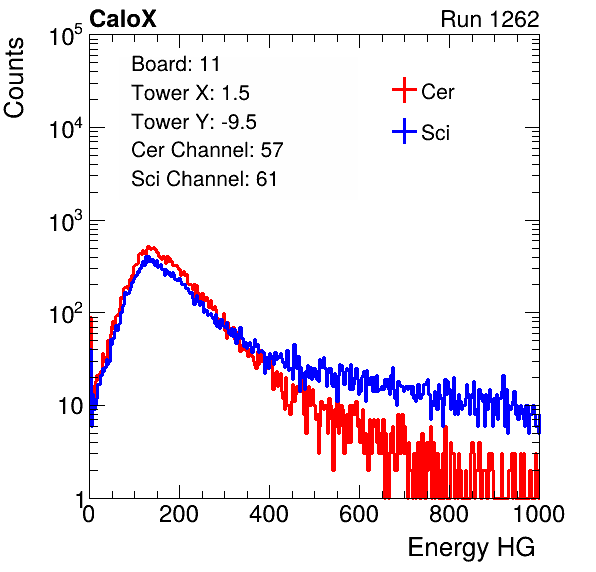 CaloX Run 1262
Counts
Board: 11
Tower X: 1.5
Tower Y: -9.5
Cer Channel: 57
Sci Channel: 61
Cer
Sci
10^5
10^4
10^3
10^2
10
1
0 200 400 600 800 1000
Energy HG